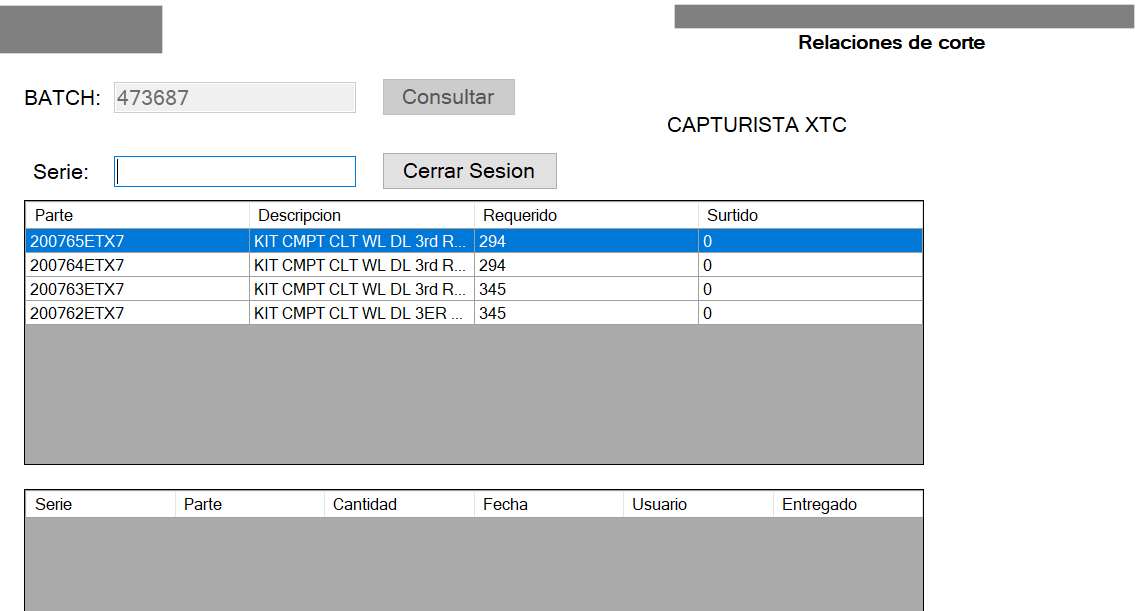 Relaciones de corte
BATCH: 473687 Consultar
CAPTURISTA XTC
Serie: Cerrar Sesion
Parte Descripcion Requerido Surtido
200765ETX7 KIT CMPT CLT WL DL 3rd R... 294 0
200764ETX7 KIT CMPT CLT WL DL 3rd R... 294 0
200763ETX7 KIT CMPT CLT WL DL 3rd R... 345 0
200762ETX7 KIT CMPT CLT WL DL 3ER ... 345 0
Serie Parte Cantidad Fecha Usuario Entregado